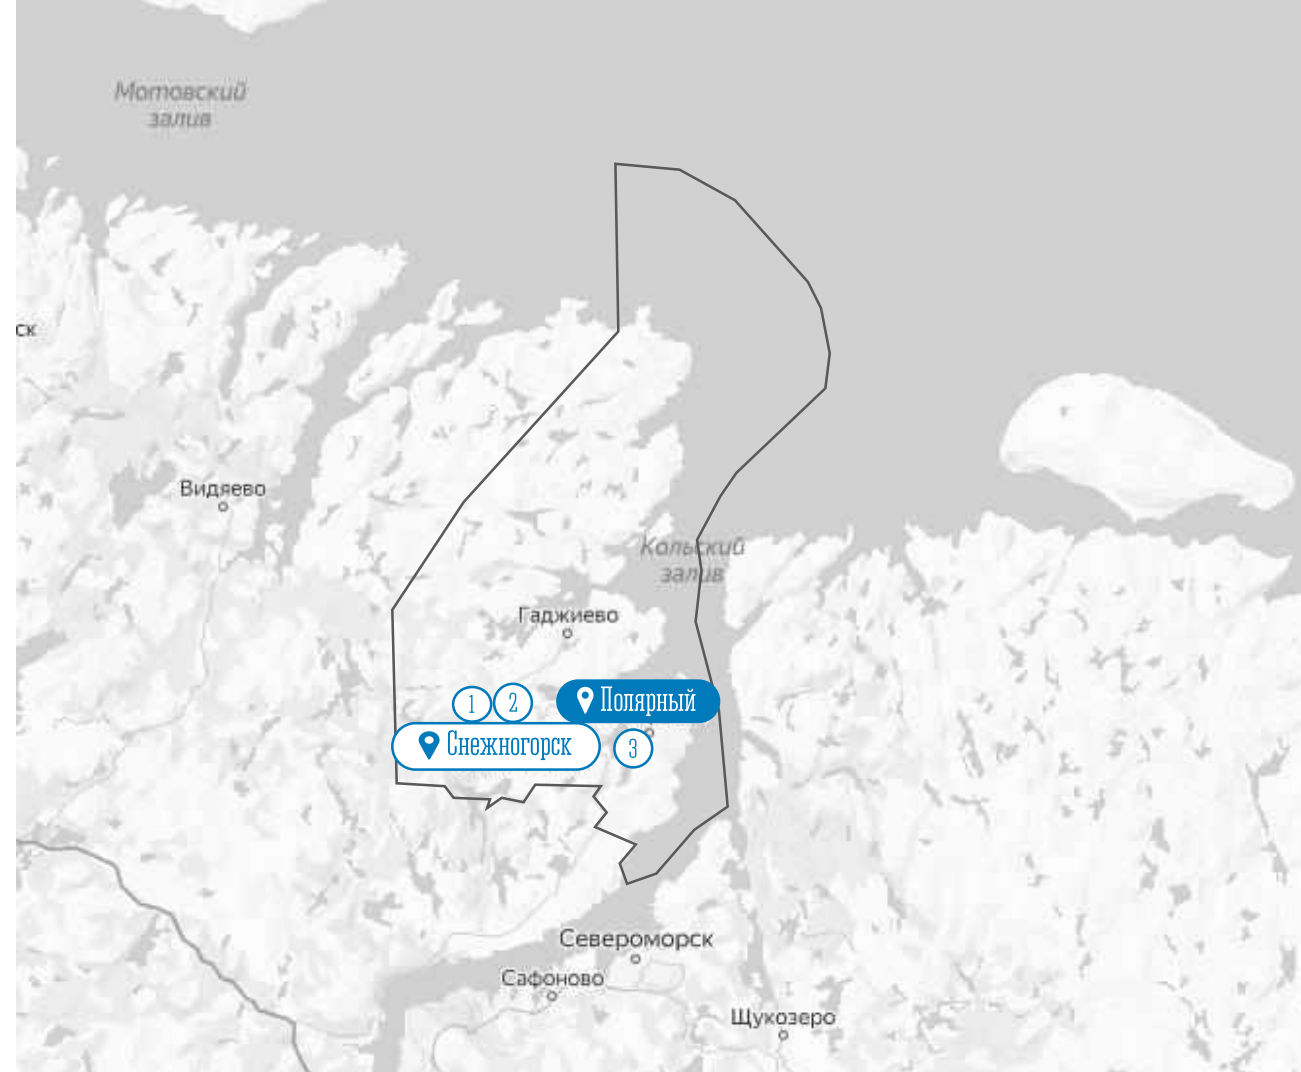 Мотовский
залив
ск
Видяево
Кольский
залив
Гаджиево
1
2
Полярный
Снежногорск
3
Североморск
Сафоново
Щукозеро